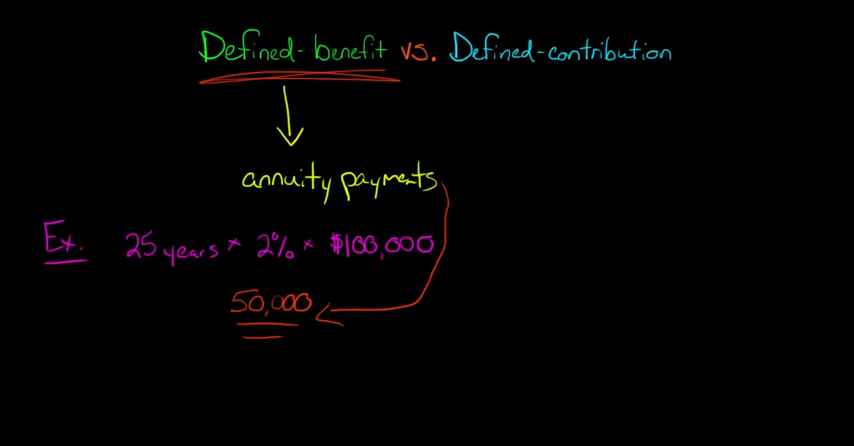 Defined-benefit vs. Defined-contribution
annuity payments
Ex. 25 years × 2% × $100,000
50,000